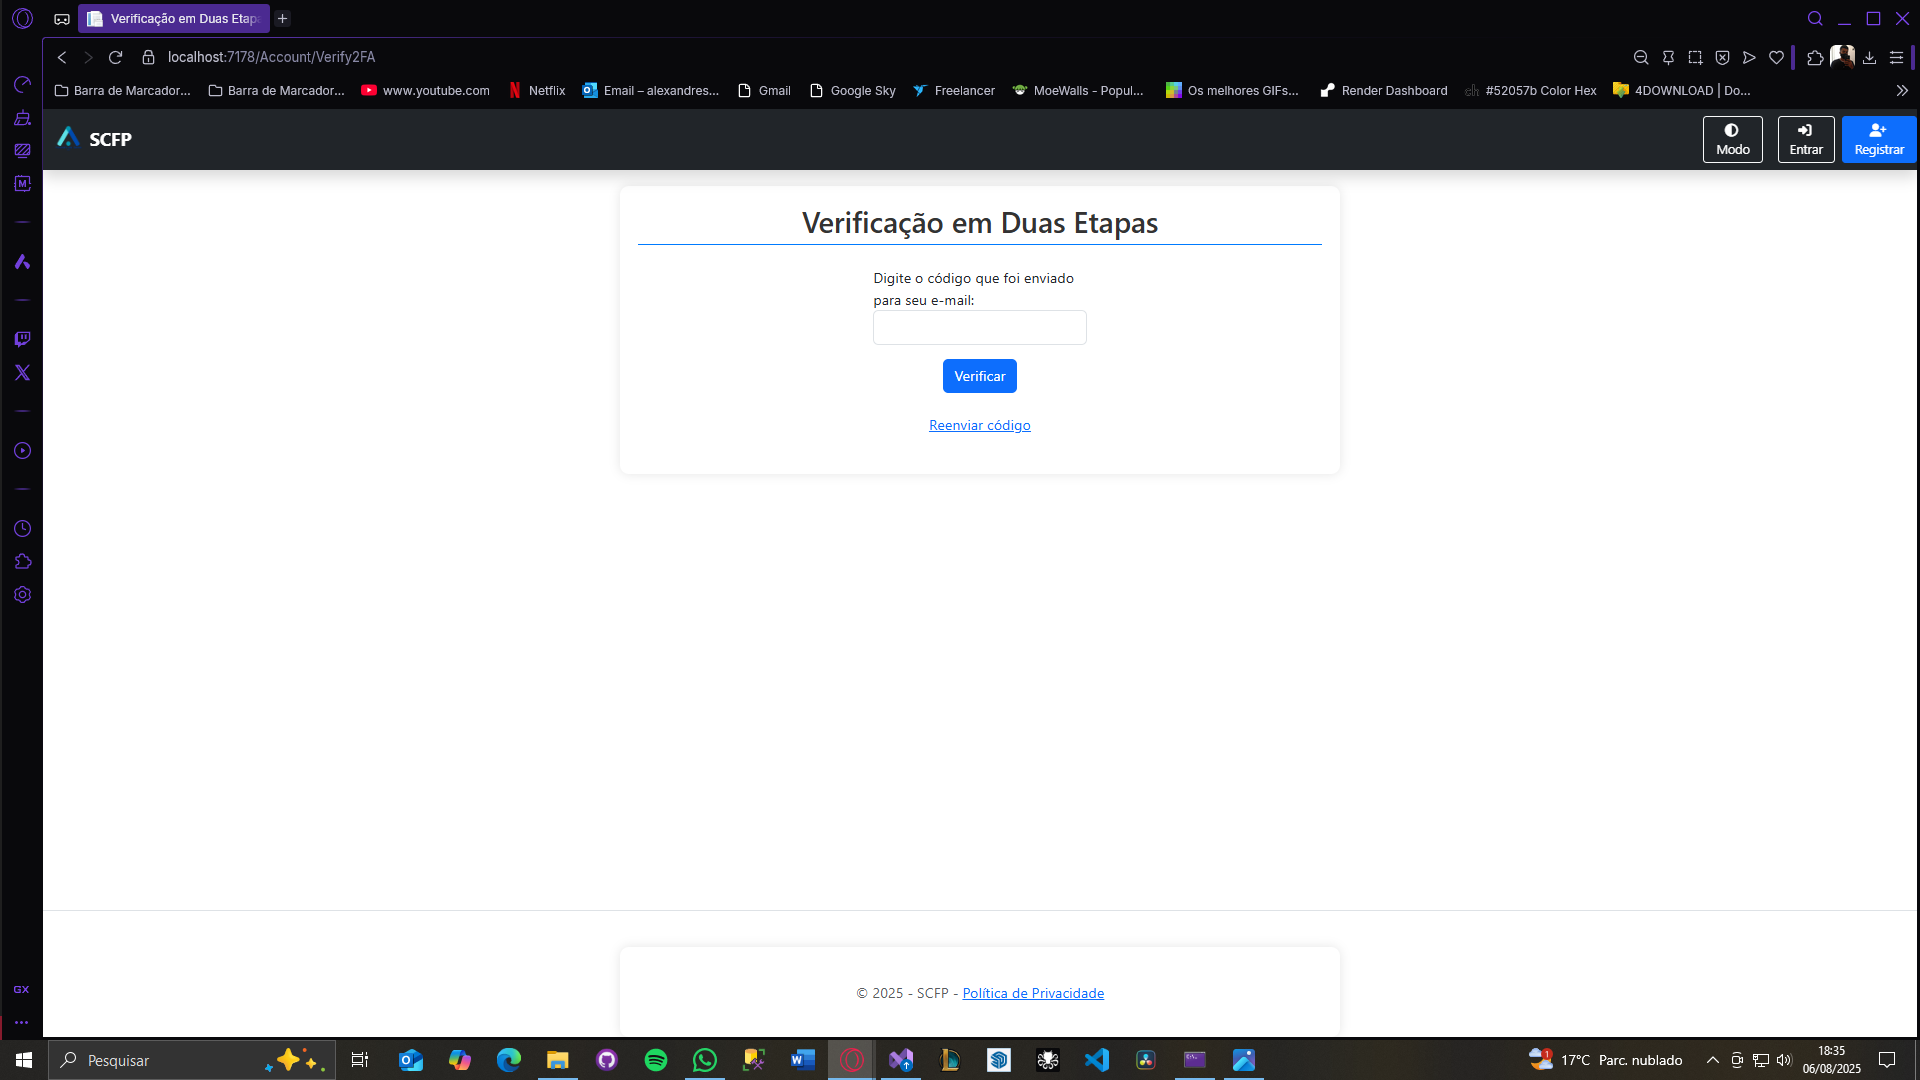 Verificação em Duas Etap
localhost:7178/Account/Verify2FA
Barra de Marcador...
Barra de Marcador...
www.youtube.com
Netflix
Email – alexandres...
Gmail
Google Sky
Freelancer
MoeWalls - Popul...
Os melhores GIFs...
Render Dashboard
#52057b Color Hex
4DOWNLOAD | Do...
SCFP
Modo
Entrar
Registrar
Verificação em Duas Etapas
Digite o código que foi enviado
para seu e-mail:
Verificar
Reenviar código
© 2025 - SCFP - Política de Privacidade
GX
Pesquisar
17°C Parc. nublado
18:35
06/08/2025